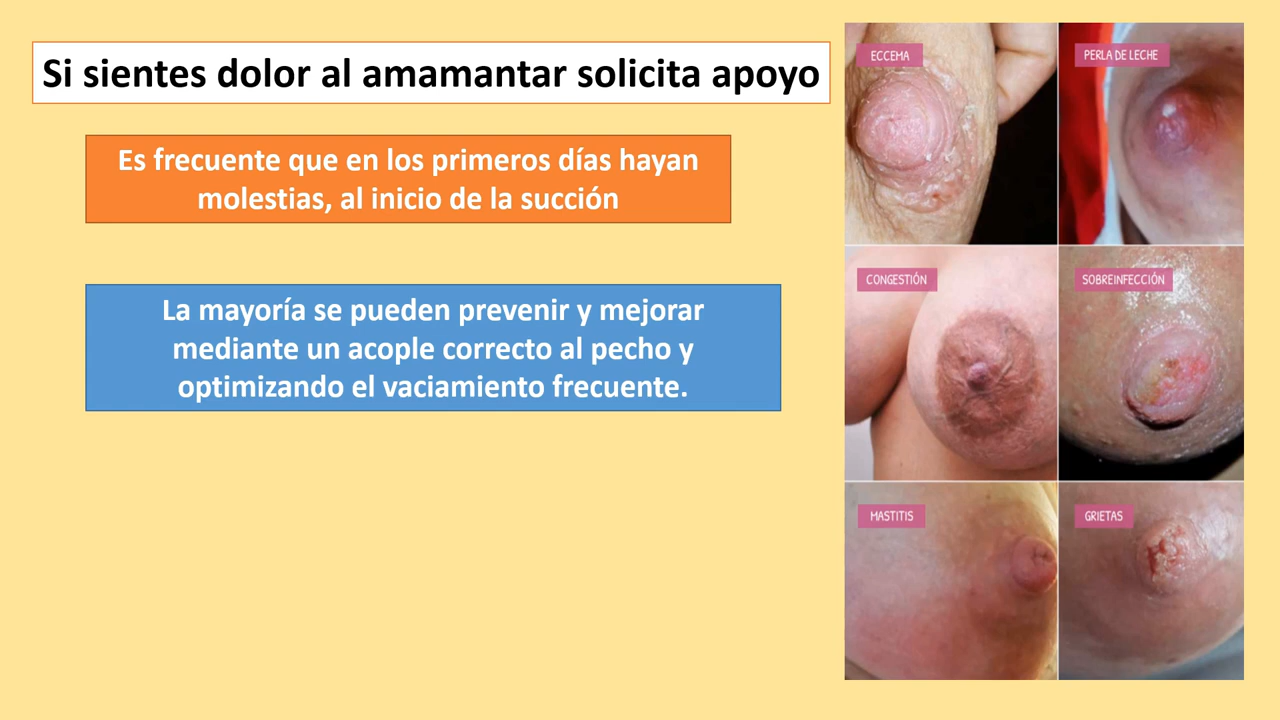 Si sientes dolor al amamantar solicita apoyo
Es frecuente que en los primeros días hayan
molestias, al inicio de la succión
La mayoría se pueden prevenir y mejorar
mediante un acople correcto al pecho y
optimizando el vaciamiento frecuente.
ECCEMA
PERLA DE LECHE
CONGESTIÓN
SOBREINFECCIÓN
MASTITIS
GRIETAS